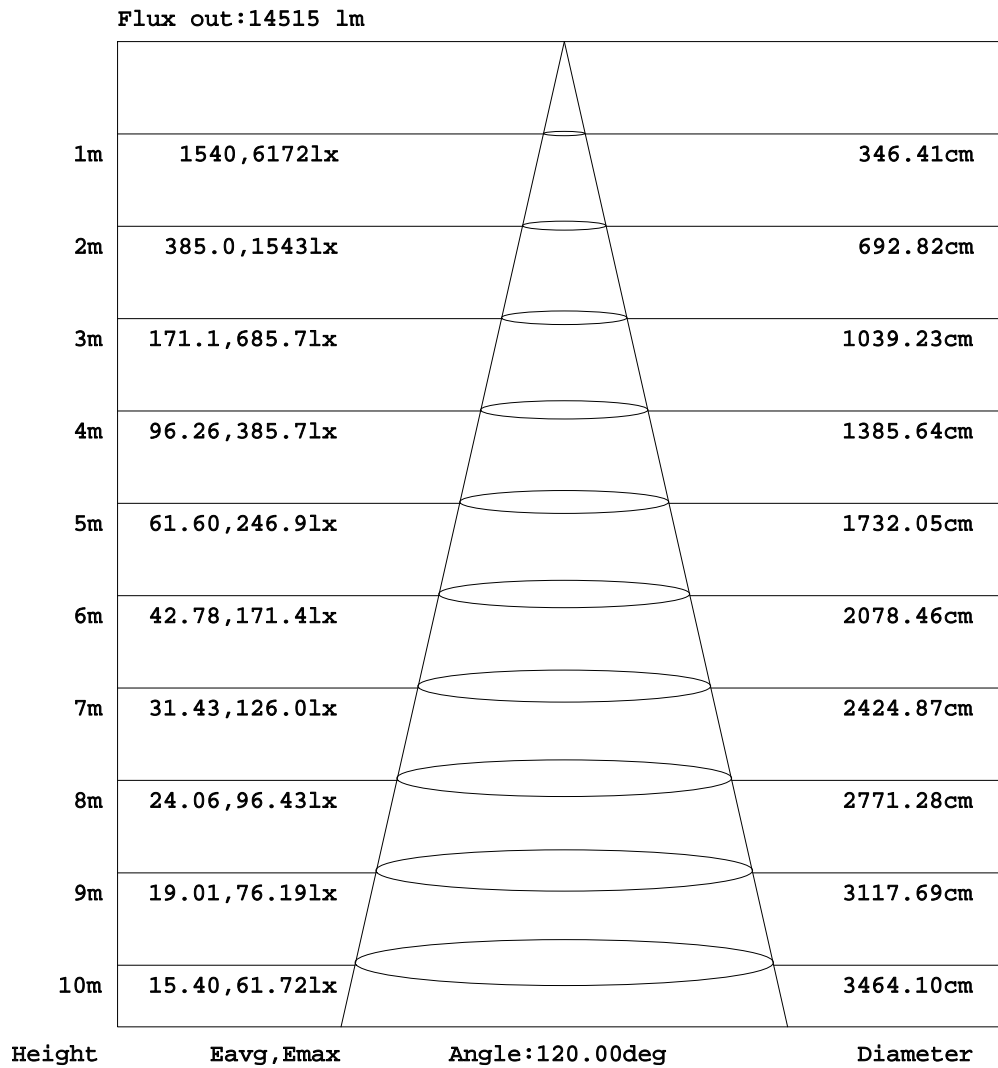 Flux out:14515 lm
1m 1540,6172lx 346.41cm
2m 385.0,1543lx 692.82cm
3m 171.1,685.7lx 1039.23cm
4m 96.26,385.7lx 1385.64cm
5m 61.60,246.9lx 1732.05cm
6m 42.78,171.4lx 2078.46cm
7m 31.43,126.0lx 2424.87cm
8m 24.06,96.43lx 2771.28cm
9m 19.01,76.19lx 3117.69cm
10m 15.40,61.72lx 3464.10cm
Height Eavg,Emax Angle:120.00deg Diameter